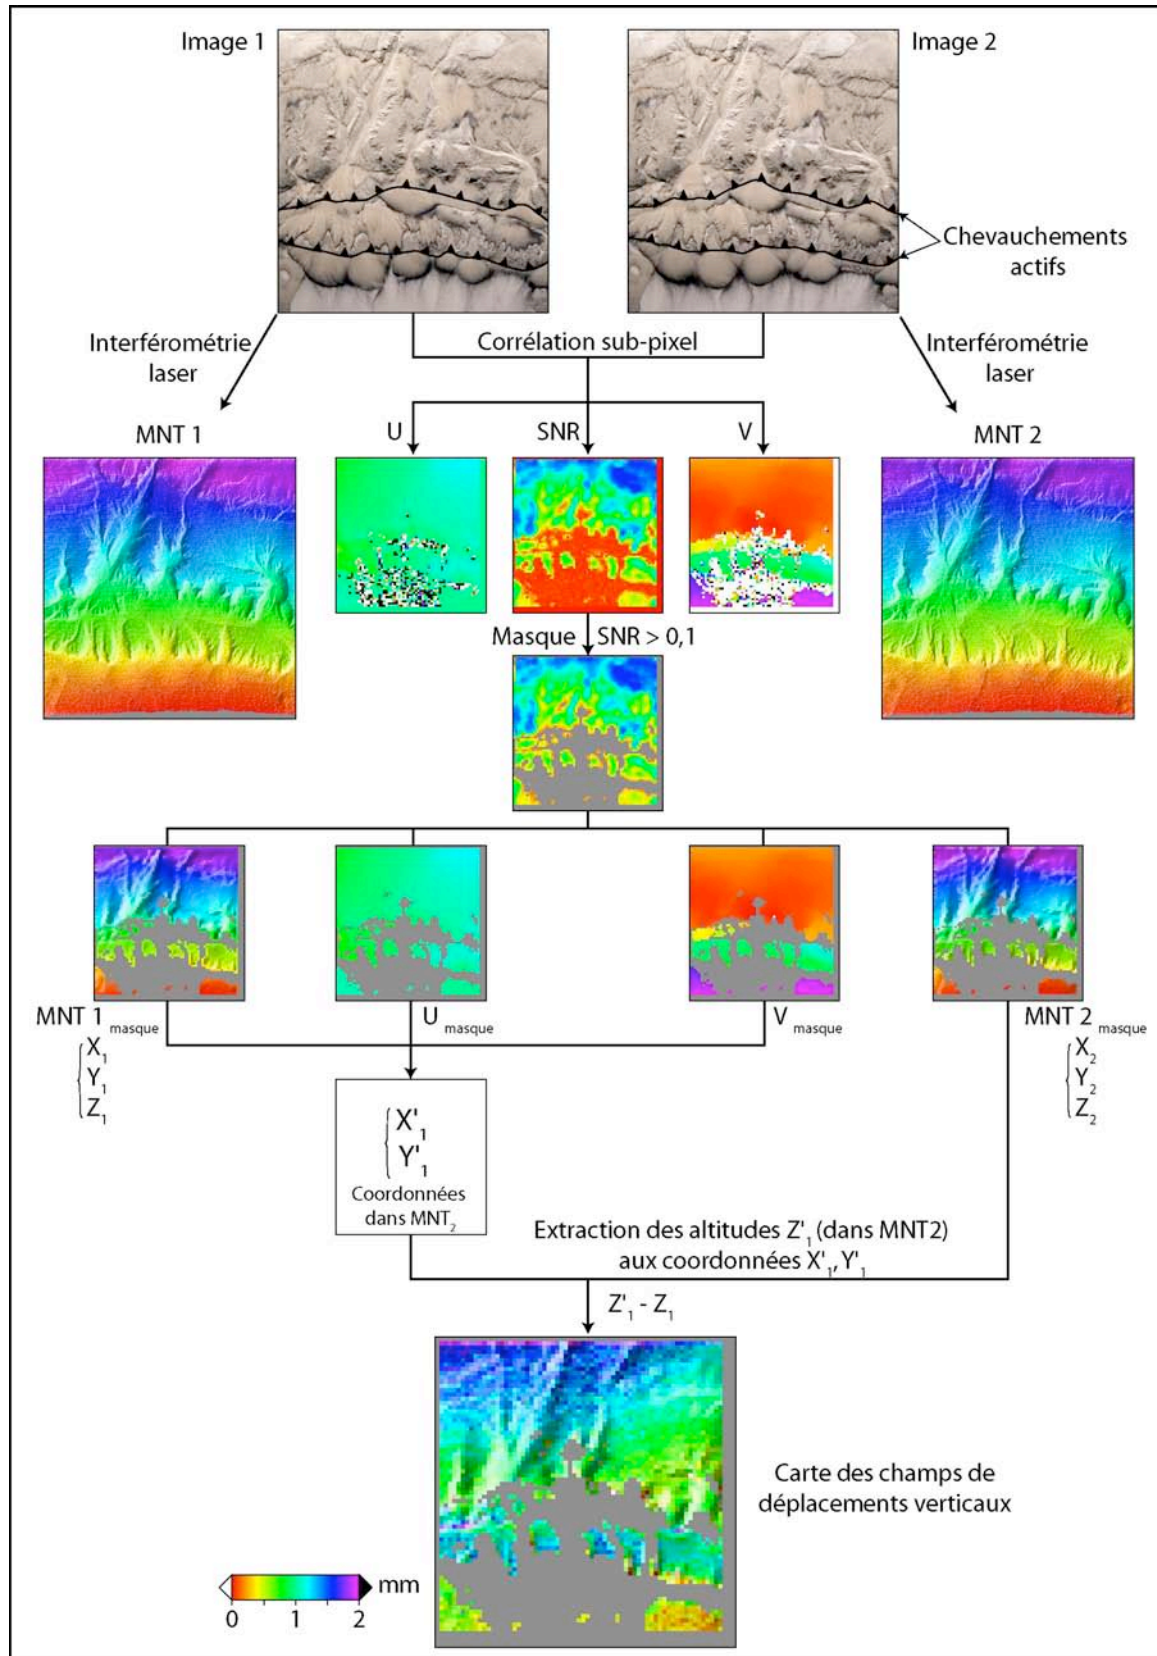 Image 1
Image 2
Chevauchements
actifs
Interférométrie
laser
Corrélation sub-pixel
Interférométrie
laser
MNT 1
U
SNR
V
MNT 2
Masque
SNR > 0,1
MNT 1 masque
X1
Y1
Z1
U masque
V masque
MNT 2 masque
X2
Y2
Z2
X'1
Y'1
Coordonnées
dans MNT2
Extraction des altitudes Z'1 (dans MNT2)
aux coordonnées X'1, Y'1
Z'1 - Z1
Carte des champs de
déplacements verticaux
mm
0 1 2